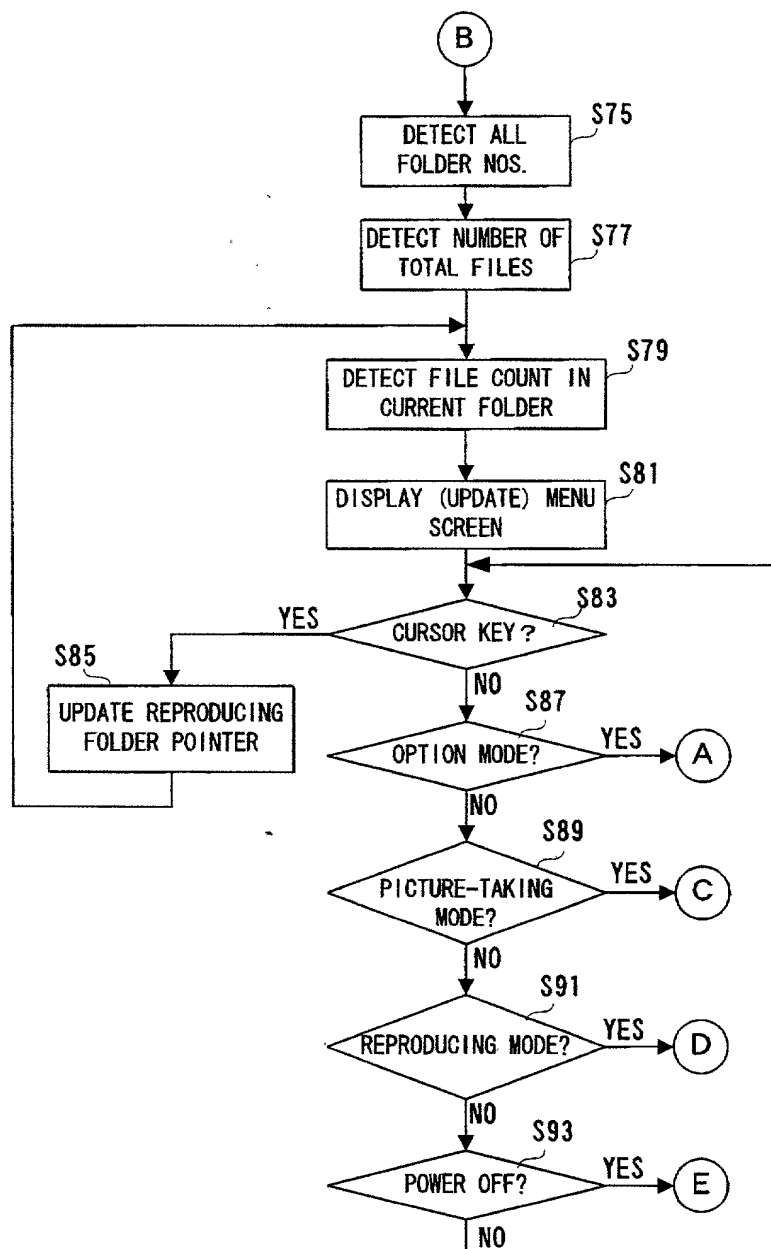 B
S75
DETECT ALL
FOLDER NOS.
S77
DETECT NUMBER OF
TOTAL FILES
S79
DETECT FILE COUNT IN
CURRENT FOLDER
S81
DISPLAY (UPDATE) MENU
SCREEN
S83
YES
CURSOR KEY?
S85
NO
UPDATE REPRODUCING
FOLDER POINTER
S87
OPTION MODE?
YES
A
NO
S89
PICTURE-TAKING
MODE?
YES
C
NO
S91
REPRODUCING MODE?
YES
D
NO
S93
POWER OFF?
YES
E
NO